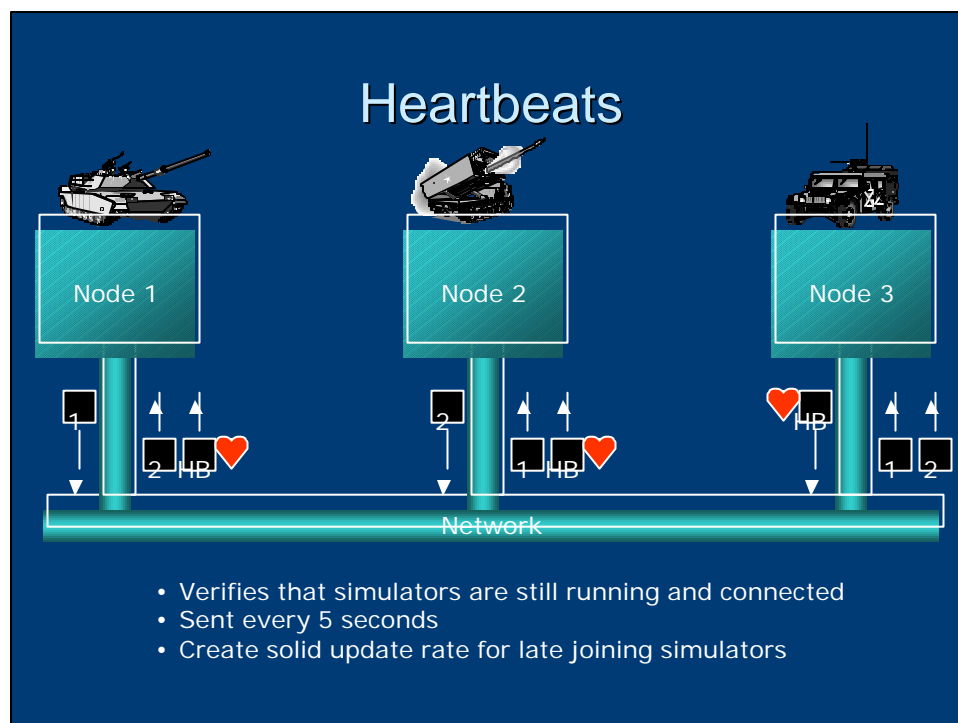 Heartbeats
Node 1 Node 2 Node 3
1 2 HB
2 HB 1 HB 1 2
Network
• Verifies that simulators are still running and connected
• Sent every 5 seconds
• Create solid update rate for late joining simulators